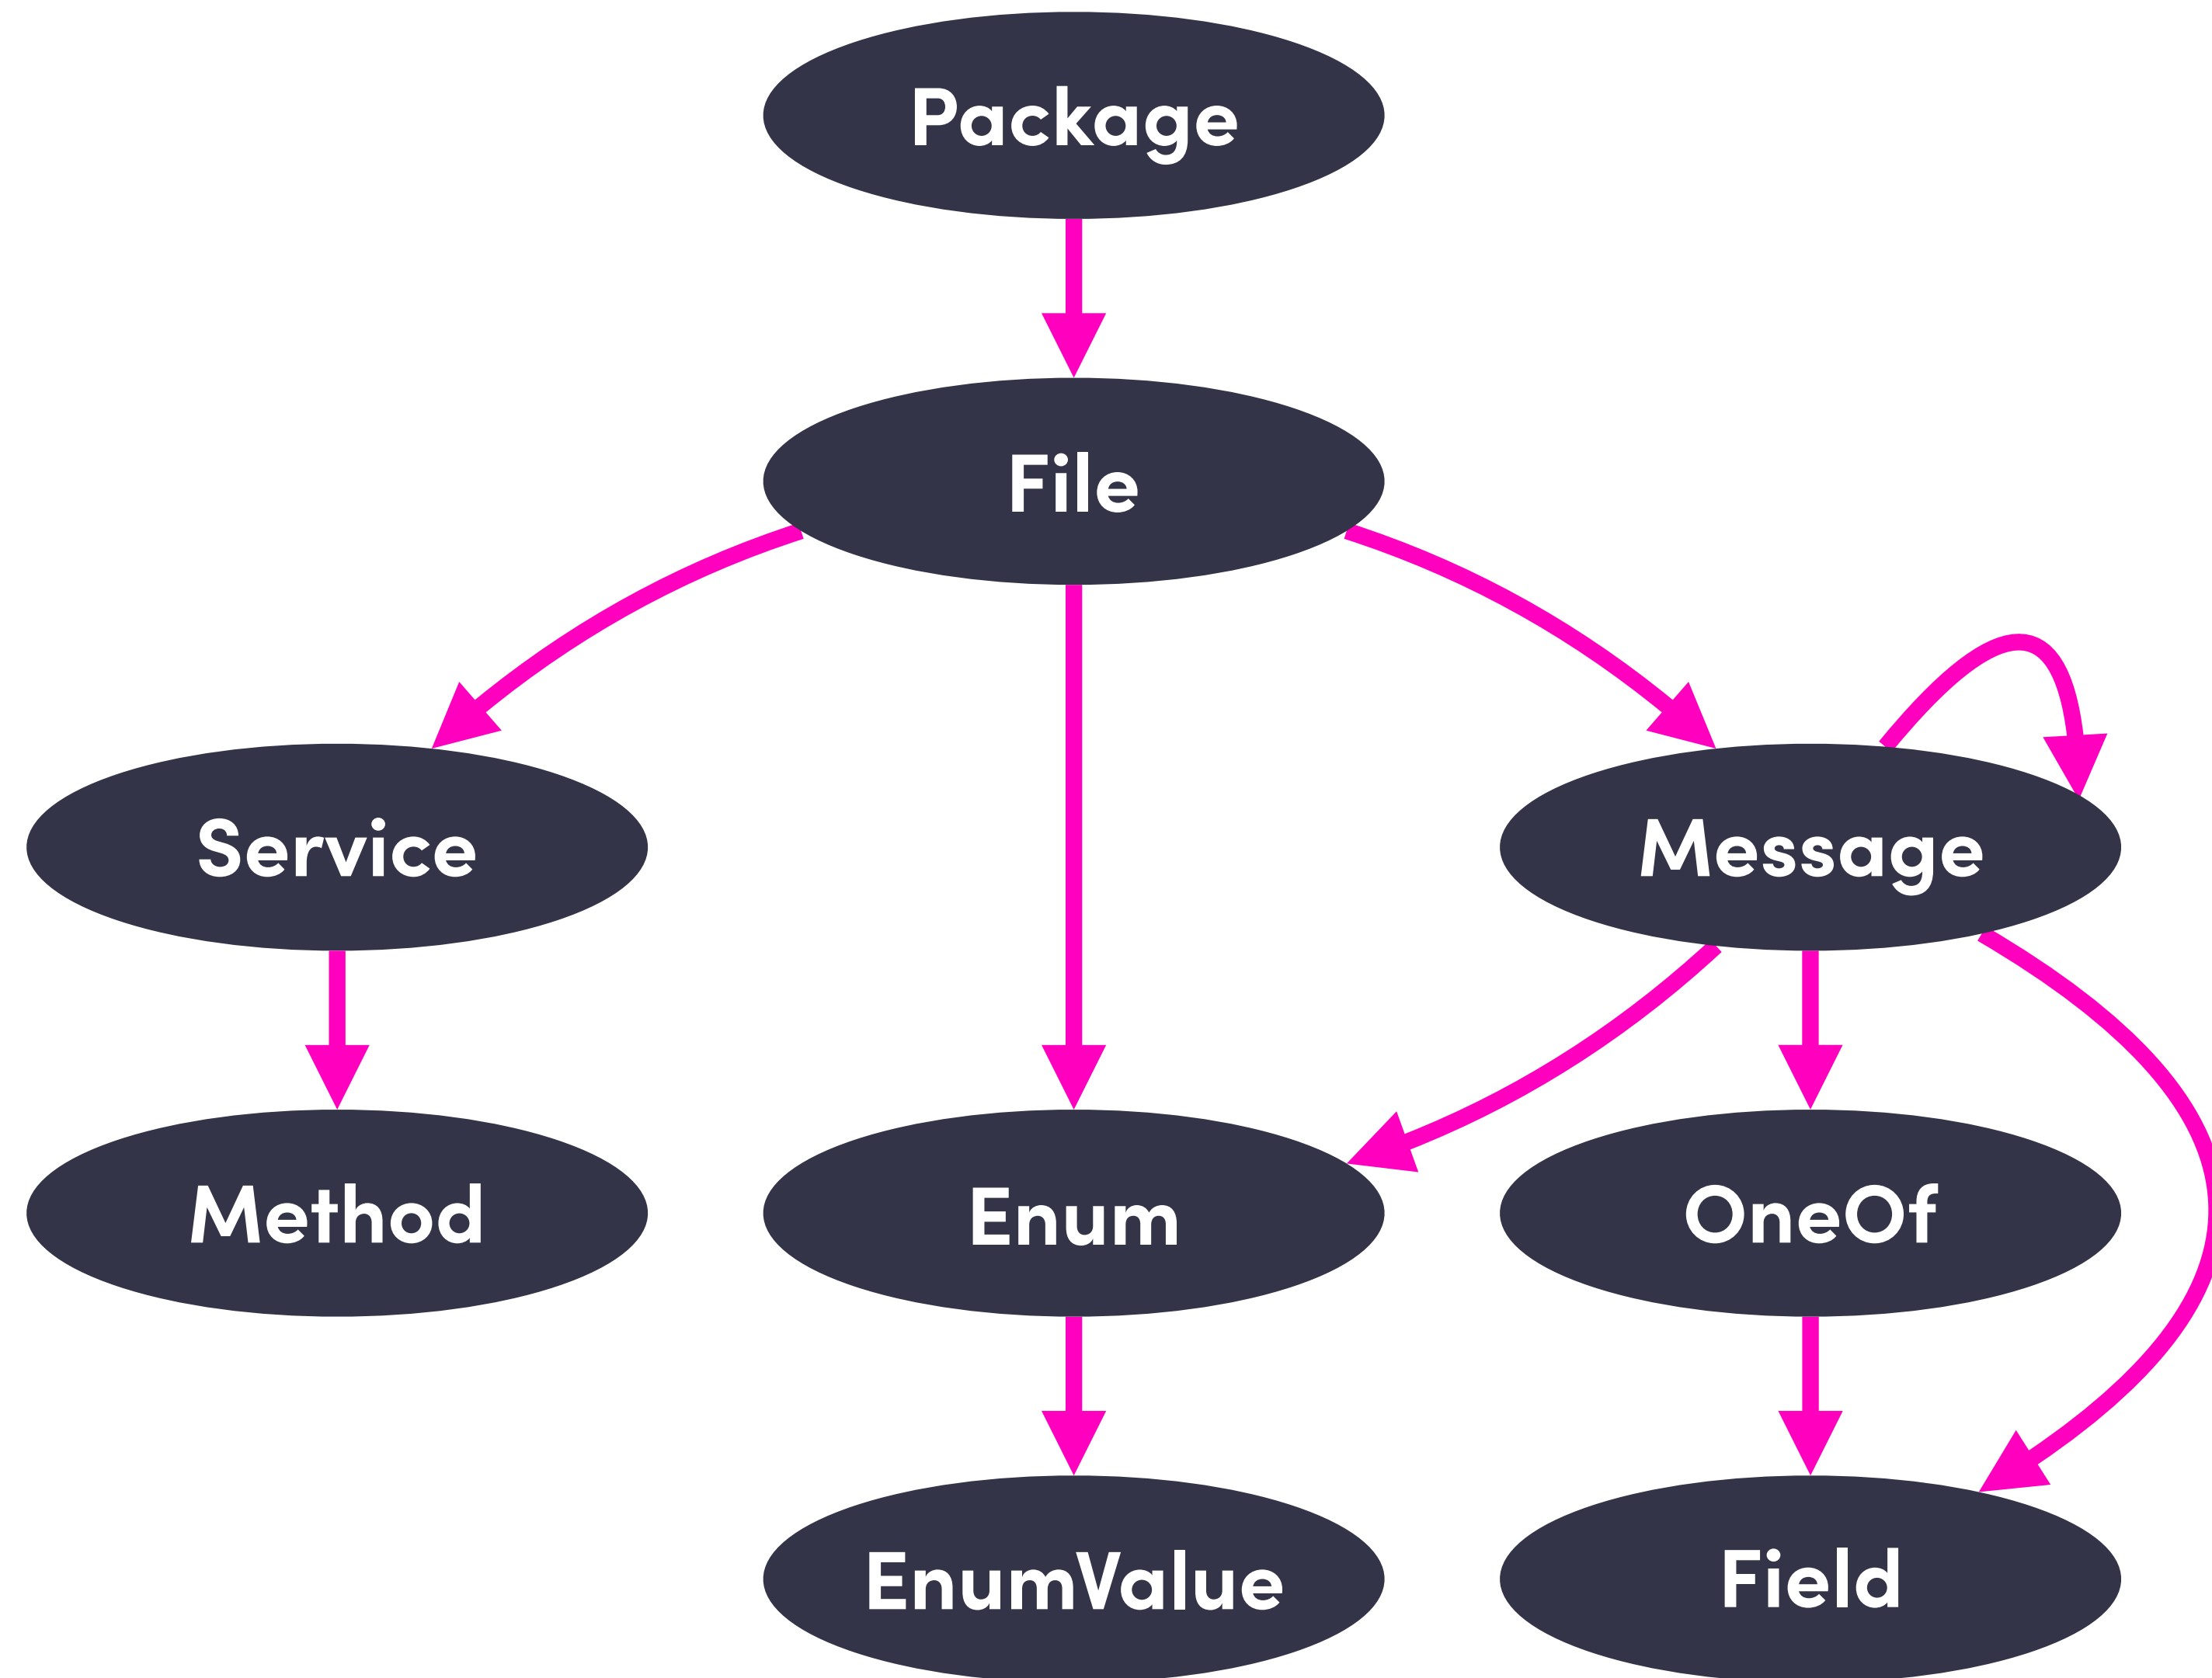 Package
File
Service
Message
Method
Enum
OneOf
EnumValue
Field